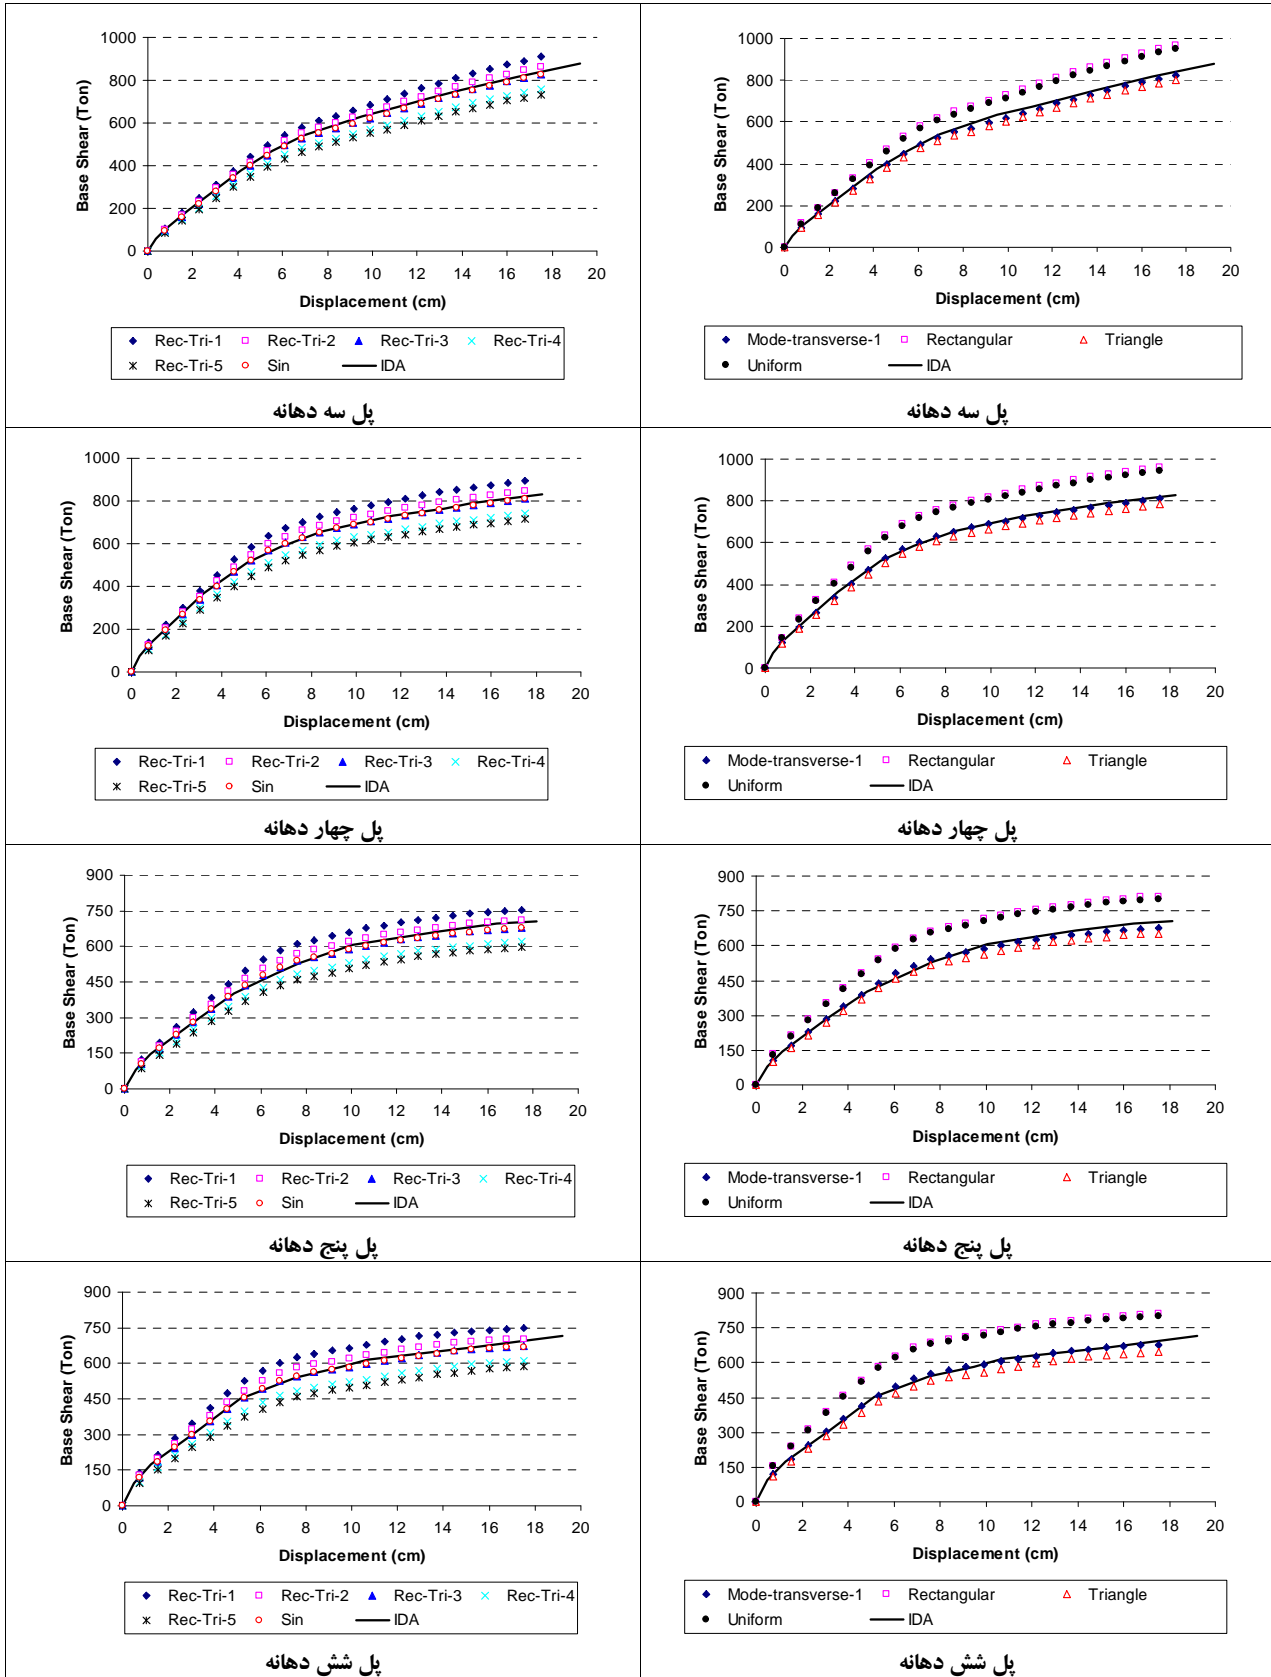 1000
800
600
400
200
0
0 2 4 6 8 10 12 14 16 18 20
Base Shear (Ton)
Displacement (cm)
Rec-Tri-1 Rec-Tri-2 Rec-Tri-3 Rec-Tri-4
Rec-Tri-5 Sin IDA
پل سه دهانه
1000
800
600
400
200
0
0 2 4 6 8 10 12 14 16 18 20
Base Shear (Ton)
Displacement (cm)
Mode-transverse-1 Rectangular Triangle
Uniform IDA
پل سه دهانه
1000
800
600
400
200
0
0 2 4 6 8 10 12 14 16 18 20
Base Shear (Ton)
Displacement (cm)
Rec-Tri-1 Rec-Tri-2 Rec-Tri-3 Rec-Tri-4
Rec-Tri-5 Sin IDA
پل چهار دهانه
1000
800
600
400
200
0
0 2 4 6 8 10 12 14 16 18 20
Base Shear (Ton)
Displacement (cm)
Mode-transverse-1 Rectangular Triangle
Uniform IDA
پل چهار دهانه
900
750
600
450
300
150
0
0 2 4 6 8 10 12 14 16 18 20
Base Shear (Ton)
Displacement (cm)
Rec-Tri-1 Rec-Tri-2 Rec-Tri-3 Rec-Tri-4
Rec-Tri-5 Sin IDA
پل پنج دهانه
900
750
600
450
300
150
0
0 2 4 6 8 10 12 14 16 18 20
Base Shear (Ton)
Displacement (cm)
Mode-transverse-1 Rectangular Triangle
Uniform IDA
پل پنج دهانه
900
750
600
450
300
150
0
0 2 4 6 8 10 12 14 16 18 20
Base Shear (Ton)
Displacement (cm)
Rec-Tri-1 Rec-Tri-2 Rec-Tri-3 Rec-Tri-4
Rec-Tri-5 Sin IDA
پل شش دهانه
900
750
600
450
300
150
0
0 2 4 6 8 10 12 14 16 18 20
Base Shear (Ton)
Displacement (cm)
Mode-transverse-1 Rectangular Triangle
Uniform IDA
پل شش دهانه